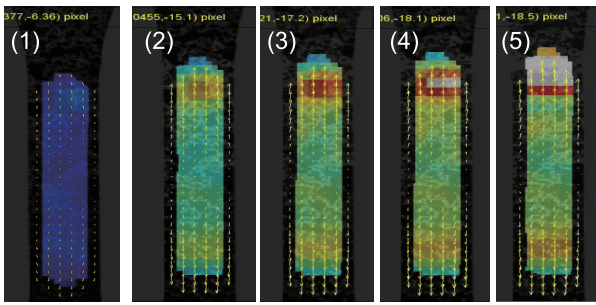 377,-6.36) pixel
0455,-15.1) pixel
21,-17.2) pixel
06,-18.1) pixel
1,-18.5) pixel
(1)
(2)
(3)
(4)
(5)